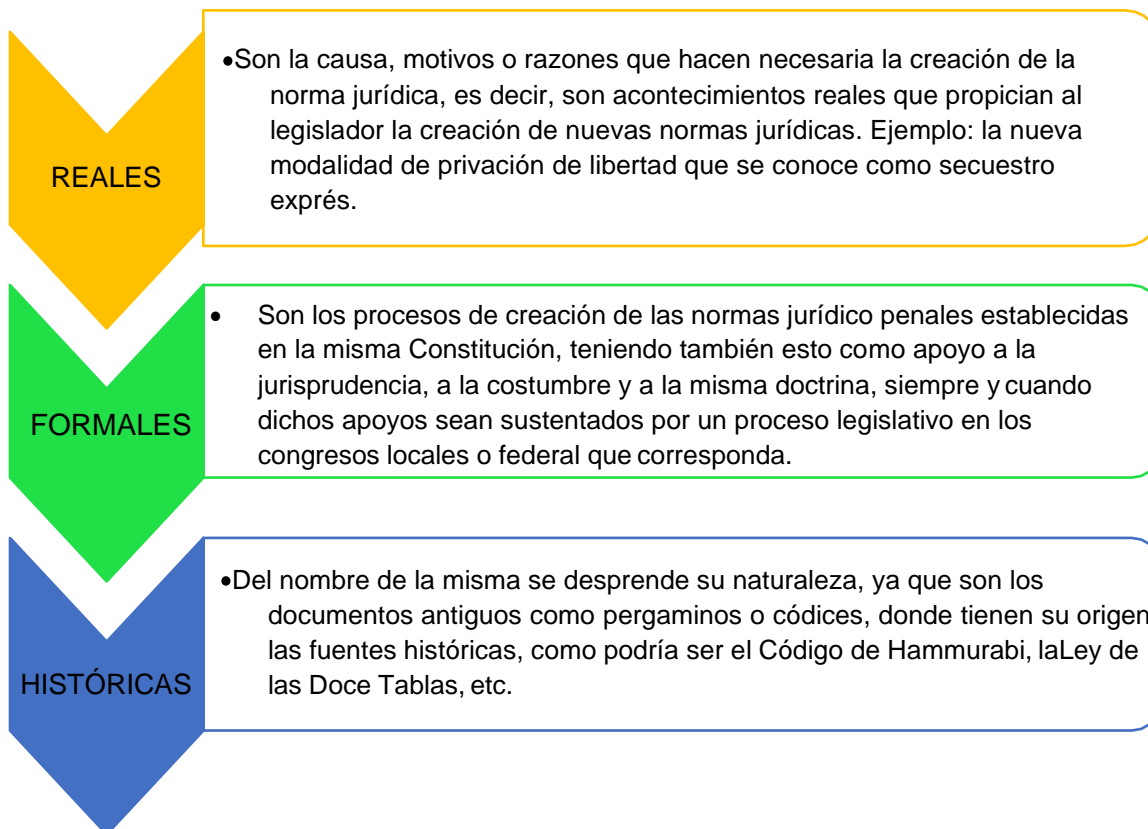 REALES
•Son la causa, motivos o razones que hacen necesaria la creación de la
norma jurídica, es decir, son acontecimientos reales que propician al
legislador la creación de nuevas normas jurídicas. Ejemplo: la nueva
modalidad de privación de libertad que se conoce como secuestro
exprés.
FORMALES
• Son los procesos de creación de las normas jurídico penales establecidas
en la misma Constitución, teniendo también esto como apoyo a la
jurisprudencia, a la costumbre y a la misma doctrina, siempre y cuando
dichos apoyos sean sustentados por un proceso legislativo en los
congresos locales o federal que corresponda.
HISTÓRICAS
•Del nombre de la misma se desprende su naturaleza, ya que son los
documentos antiguos como pergaminos o códices, donde tienen su origen
las fuentes históricas, como podría ser el Código de Hammurabi, laLey de
las Doce Tablas, etc.